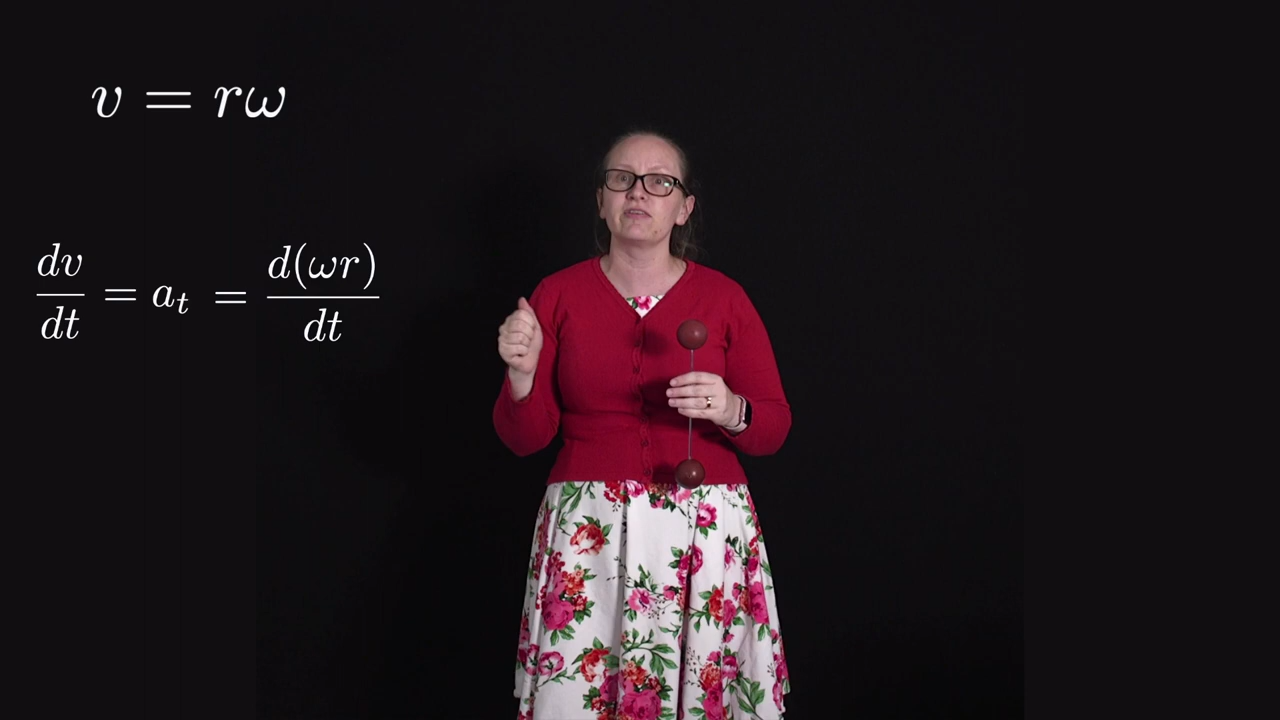 v = rω
dv/dt = a_t = d(ωr)/dt